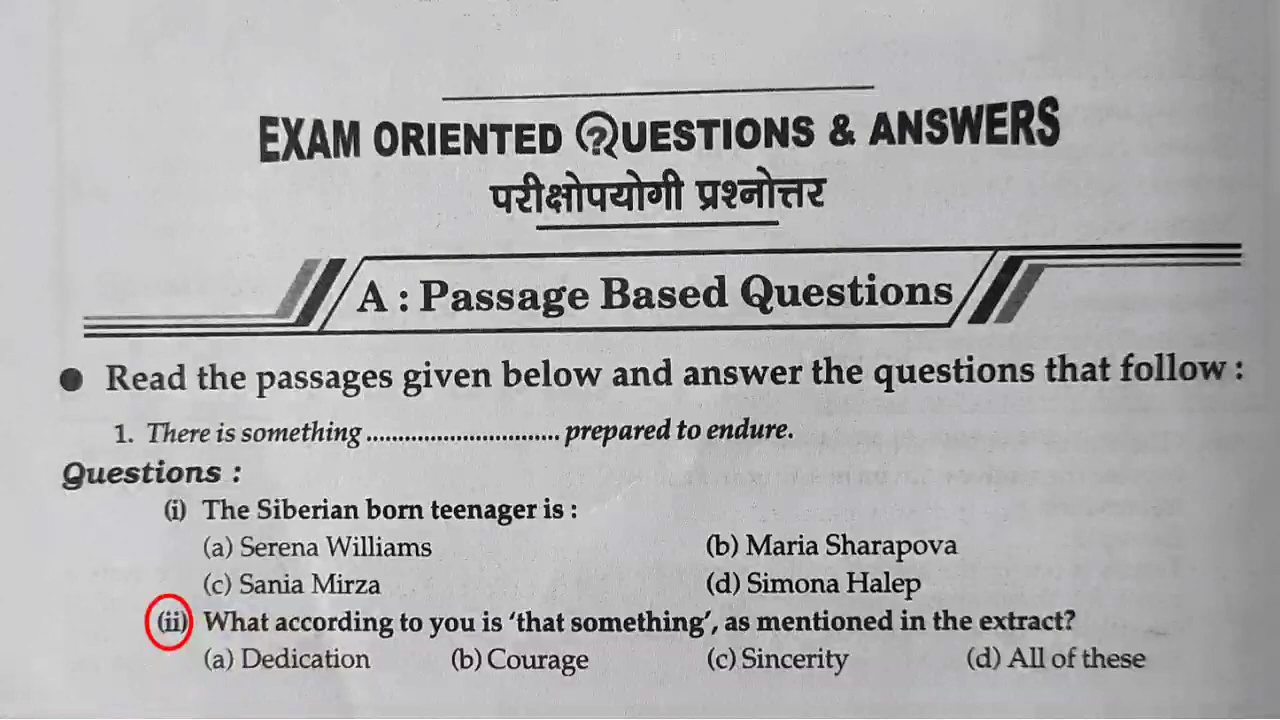 EXAM ORIENTED QUESTIONS & ANSWERS
परीक्षोपयोगी प्रश्नोत्तर
A : Passage Based Questions
● Read the passages given below and answer the questions that follow :
1. There is something ............................. prepared to endure.
Questions :
(i) The Siberian born teenager is :
(a) Serena Williams (b) Maria Sharapova
(c) Sania Mirza (d) Simona Halep
(ii) What according to you is ‘that something’, as mentioned in the extract?
(a) Dedication (b) Courage (c) Sincerity (d) All of these